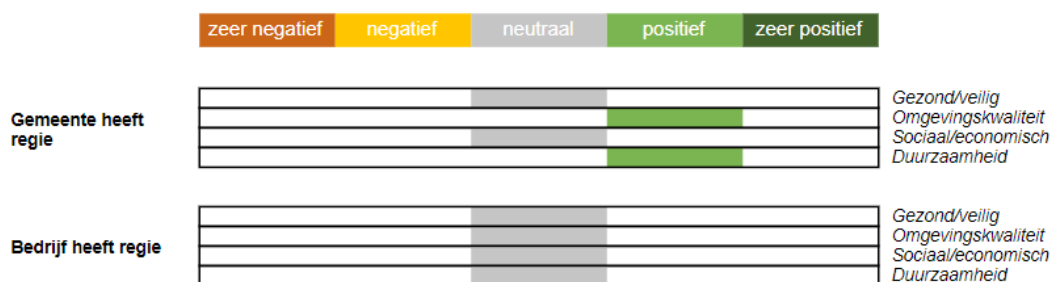 zeer negatief negatief neutraal positief zeer positief
Gemeente heeft regie
Gezond/veilig
Omgevingskwaliteit
Sociaal/economisch
Duurzaamheid
Bedrijf heeft regie
Gezond/veilig
Omgevingskwaliteit
Sociaal/economisch
Duurzaamheid